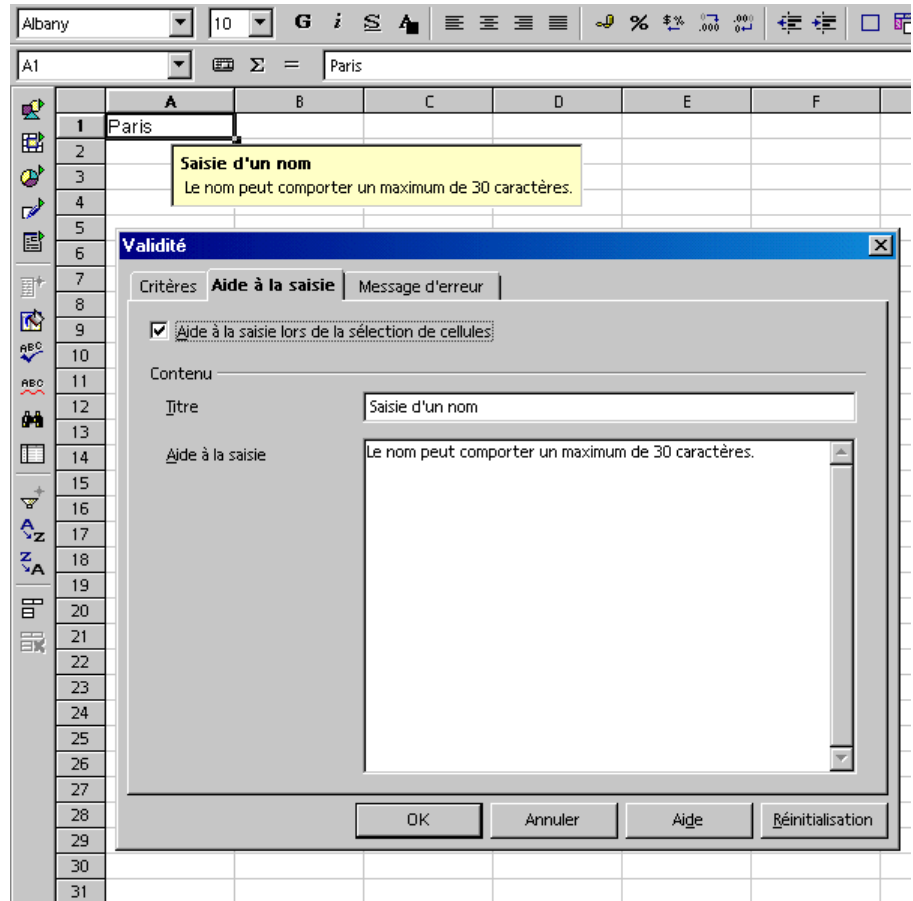 Albany 10 G i S A % $% .000 .000
A1 Σ = Paris
A B C D E F
1 Paris
2
Saisie d'un nom
3
Le nom peut comporter un maximum de 30 caractères.
4
5
Validité
6
7
Critères Aide à la saisie Message d'erreur
8
9 Aide à la saisie lors de la sélection de cellules
10
ABC
11 Contenu
ABC
12 Titre Saisie d'un nom
13
14 Aide à la saisie Le nom peut comporter un maximum de 30 caractères.
15
16
17
A Z
18
Z A
19
20
21
22
23
24
25
26
27
28 OK Annuler Aide Réinitialisation
29
30
31